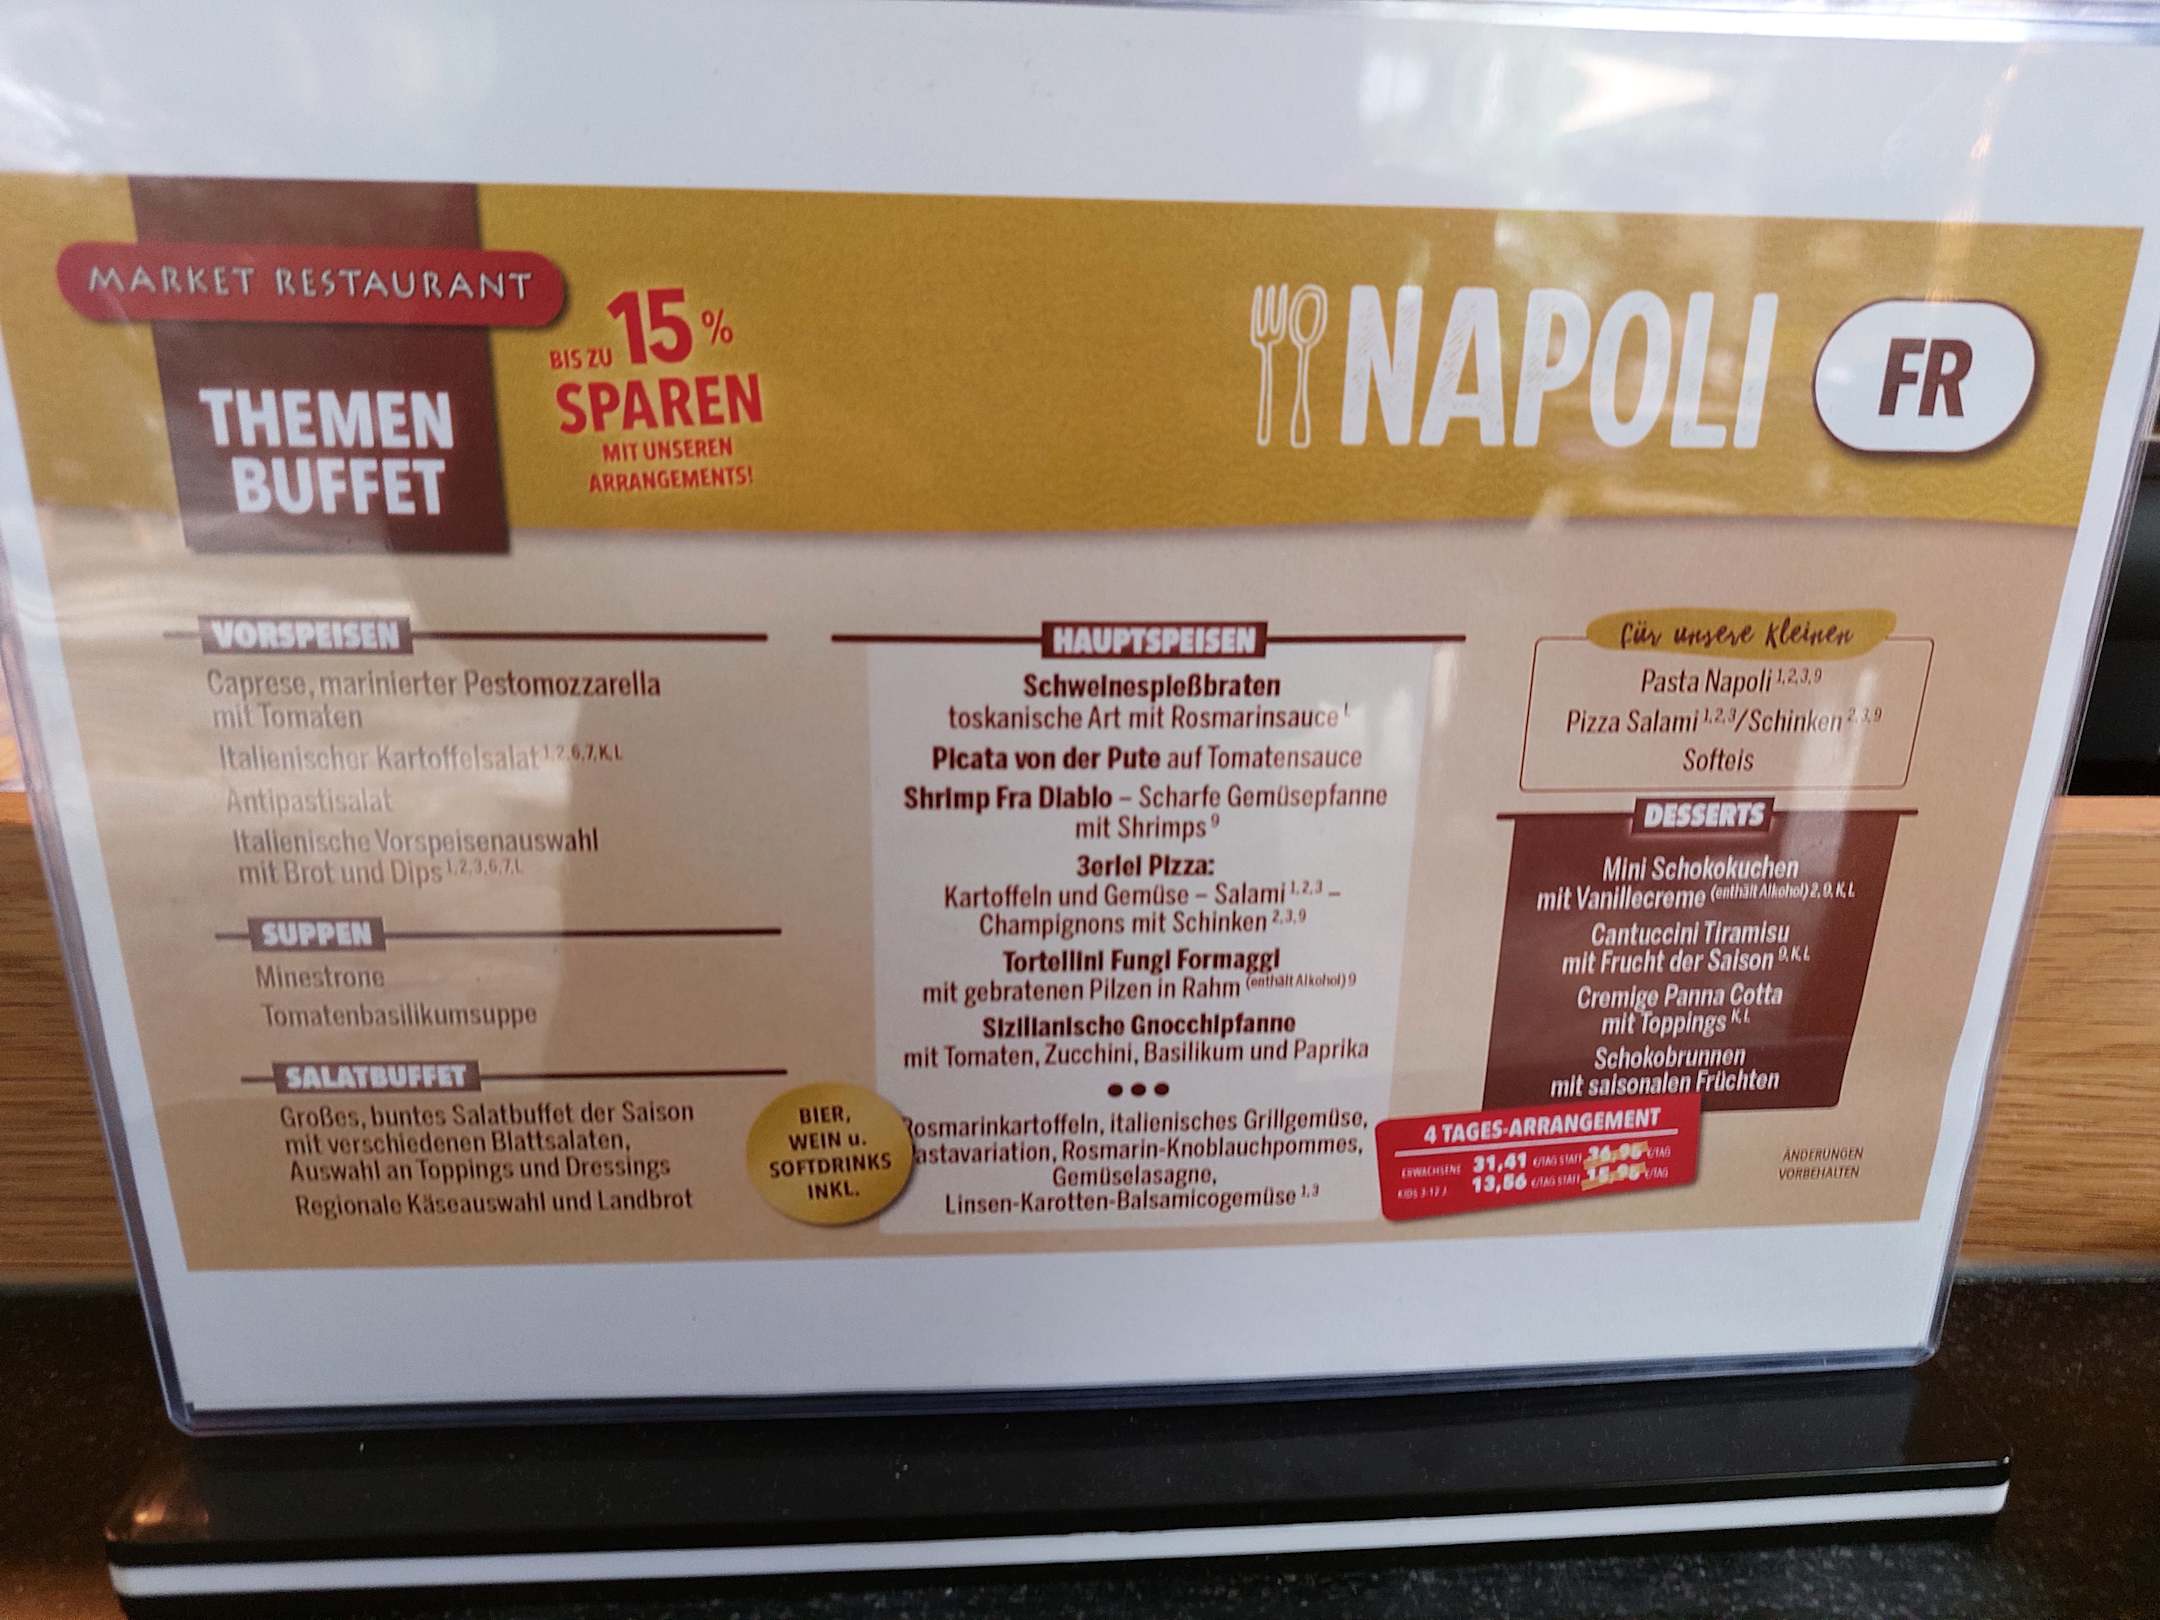 MARKET RESTAURANT
THEMEN
BUFFET
BIS ZU 15%
SPAREN
MIT UNSEREN
ARRANGEMENTS!
NAPOLI
FR
VORSPEISEN
Caprese, marinierter Pestomozzarella
mit Tomaten
Italienischer Kartoffelsalat 1,2,6,7,K,L
Antipastisalat
Italienische Vorspeisenauswahl
mit Brot und Dips 1,2,3,6,7,L
SUPPEN
Minestrone
Tomatenbasilikumsuppe
SALATBUFFET
Großes, buntes Salatbuffet der Saison
mit verschiedenen Blattsalaten,
Auswahl an Toppings und Dressings
Regionale Käseauswahl und Landbrot
BIER,
WEIN u.
SOFTDRINKS
INKL.
HAUPTSPEISEN
Schweinespießbraten
toskanische Art mit Rosmarinsauce L
Picata von der Pute auf Tomatensauce
Shrimp Fra Diablo – Scharfe Gemüsepfanne
mit Shrimps 9
3erlei Pizza:
Kartoffeln und Gemüse – Salami 1,2,3 –
Champignons mit Schinken 2,3,9
Tortellini Fungi Formaggi
mit gebratenen Pilzen in Rahm (enthält Alkohol) 9
Sizilianische Gnocchipfanne
mit Tomaten, Zucchini, Basilikum und Paprika
•••
Rosmarinkartoffeln, italienisches Grillgemüse,
astavariation, Rosmarin-Knoblauchpommes,
Gemüselasagne,
Linsen-Karotten-Balsamicogemüse 1,3
für unsere Kleinen
Pasta Napoli 1,2,3,9
Pizza Salami 1,2,3/Schinken 2,3,9
Softeis
DESSERTS
Mini Schokokuchen
mit Vanillecreme (enthält Alkohol) 2,9,K,L
Cantuccini Tiramisu
mit Frucht der Saison 9,K,L
Cremige Panna Cotta
mit Toppings K,L
Schokobrunnen
mit saisonalen Früchten
4 TAGES-ARRANGEMENT
ERWACHSENE 31,41 €/TAG STATT 36,95 €/TAG
KIDS 3-12 J. 13,56 €/TAG STATT 15,95 €/TAG
ÄNDERUNGEN
VORBEHALTEN